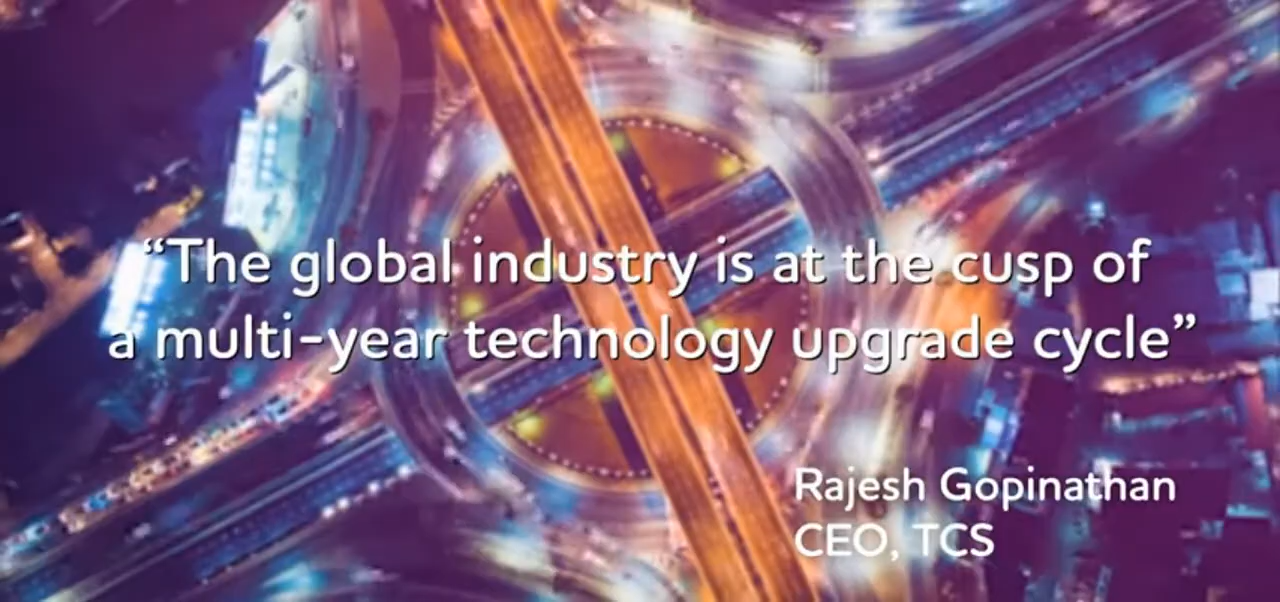 “The global industry is at the cusp of
a multi-year technology upgrade cycle”
Rajesh Gopinathan
CEO, TCS